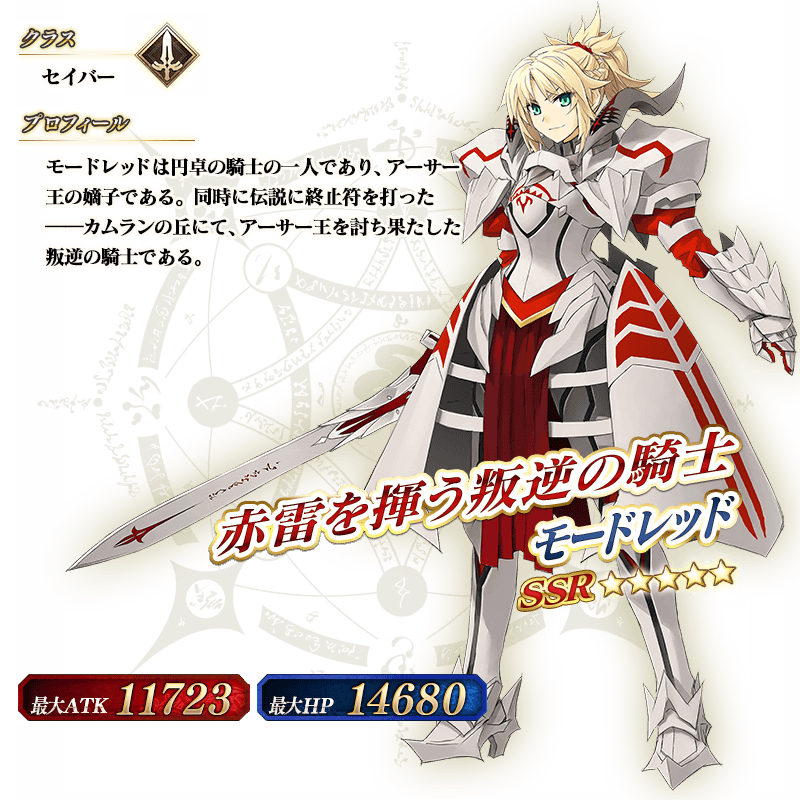 クラス
セイバー
プロフィール
モードレッドは円卓の騎士の一人であり、アーサー
王の嫡子である。同時に伝説に終止符を打った
──カムランの丘にて、アーサー王を討ち果たした
叛逆の騎士である。
赤雷を揮う叛逆の騎士
モードレッド
SSR ☆☆☆☆☆
最大ATK 11723
最大HP 14680